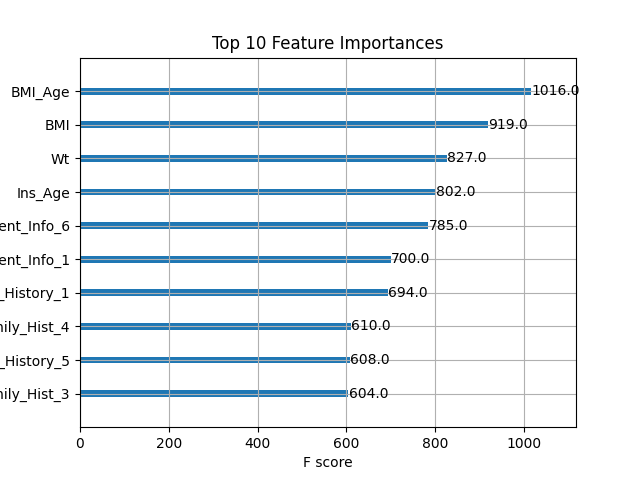 Top 10 Feature Importances
BMI_Age 1016.0
BMI 919.0
Wt 827.0
Ins_Age 802.0
ent_Info_6 785.0
ent_Info_1 700.0
_History_1 694.0
ily_Hist_4 610.0
_History_5 608.0
ily_Hist_3 604.0
0 200 400 600 800 1000
F score